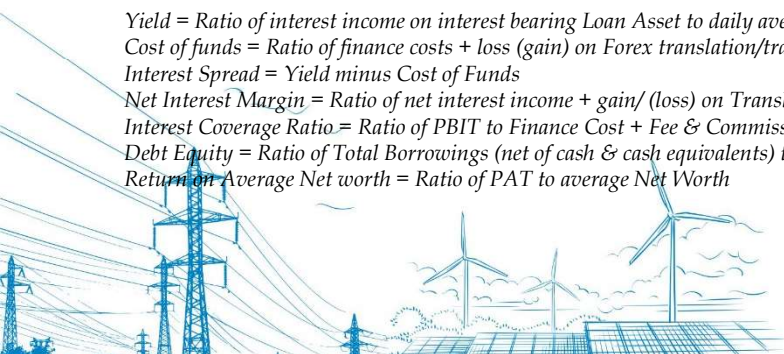 Yield = Ratio of interest income on interest bearing Loan Asset to daily ave
Cost of funds = Ratio of finance costs + loss (gain) on Forex translation/tra
Interest Spread = Yield minus Cost of Funds
Net Interest Margin = Ratio of net interest income + gain/ (loss) on Transl
Interest Coverage Ratio = Ratio of PBIT to Finance Cost + Fee & Commiss
Debt Equity = Ratio of Total Borrowings (net of cash & cash equivalents) t
Return on Average Net worth = Ratio of PAT to average Net Worth